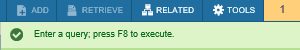 ADD RETRIEVE RELATED TOOLS 1
Enter a query; press F8 to execute.